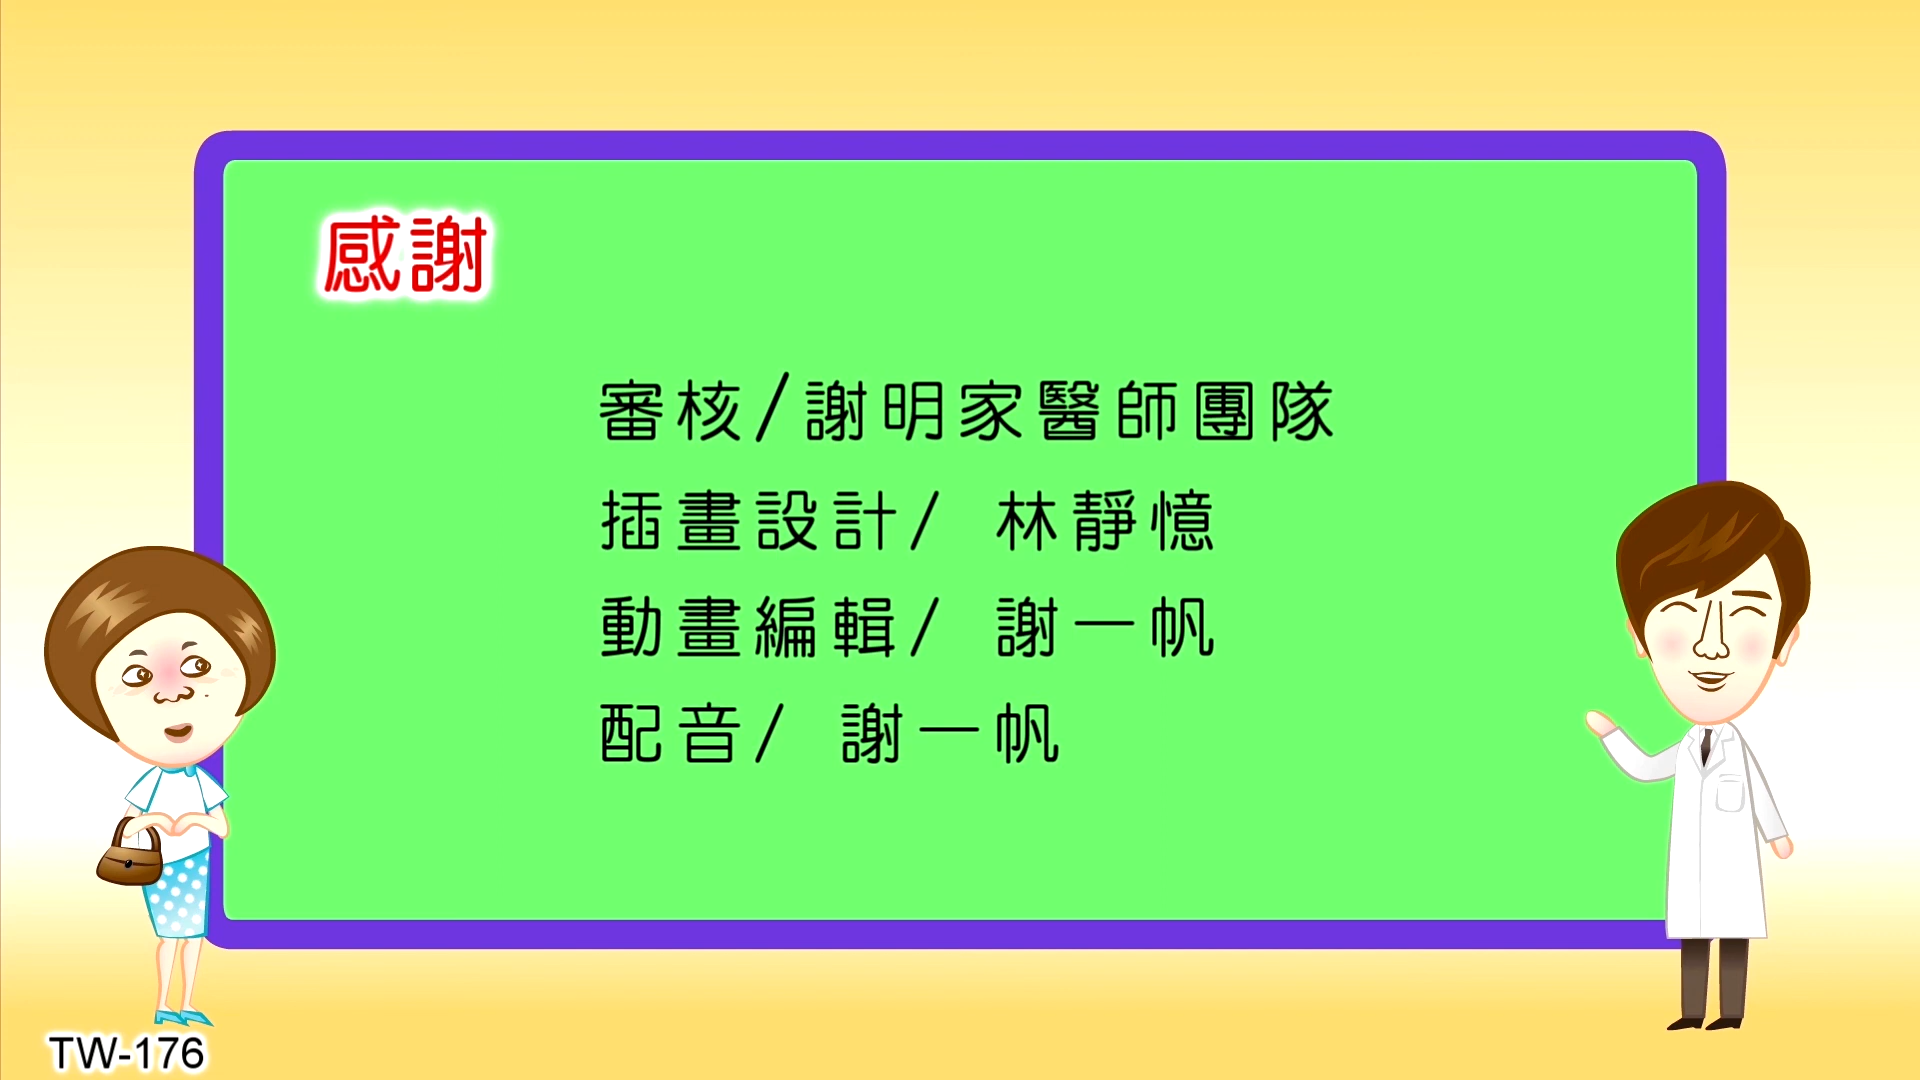 感謝
審核/謝明家醫師團隊
插畫設計/ 林靜憶
動畫編輯/ 謝一帆
配音/ 謝一帆
TW-176